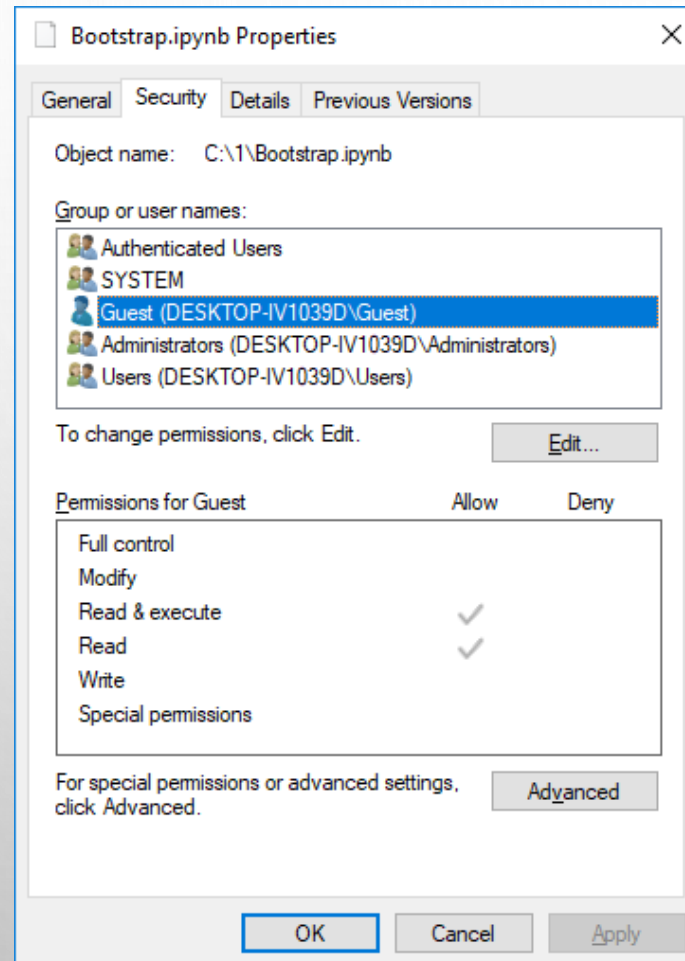 Bootstrap.ipynb Properties
General Security Details Previous Versions
Object name: C:\1\Bootstrap.ipynb
Group or user names:
Authenticated Users
SYSTEM
Guest (DESKTOP-IV1039D\Guest)
Administrators (DESKTOP-IV1039D\Administrators)
Users (DESKTOP-IV1039D\Users)
To change permissions, click Edit.
Edit...
Permissions for Guest Allow Deny
Full control
Modify
Read & execute
Read
Write
Special permissions
For special permissions or advanced settings,
click Advanced.
Advanced
OK Cancel Apply